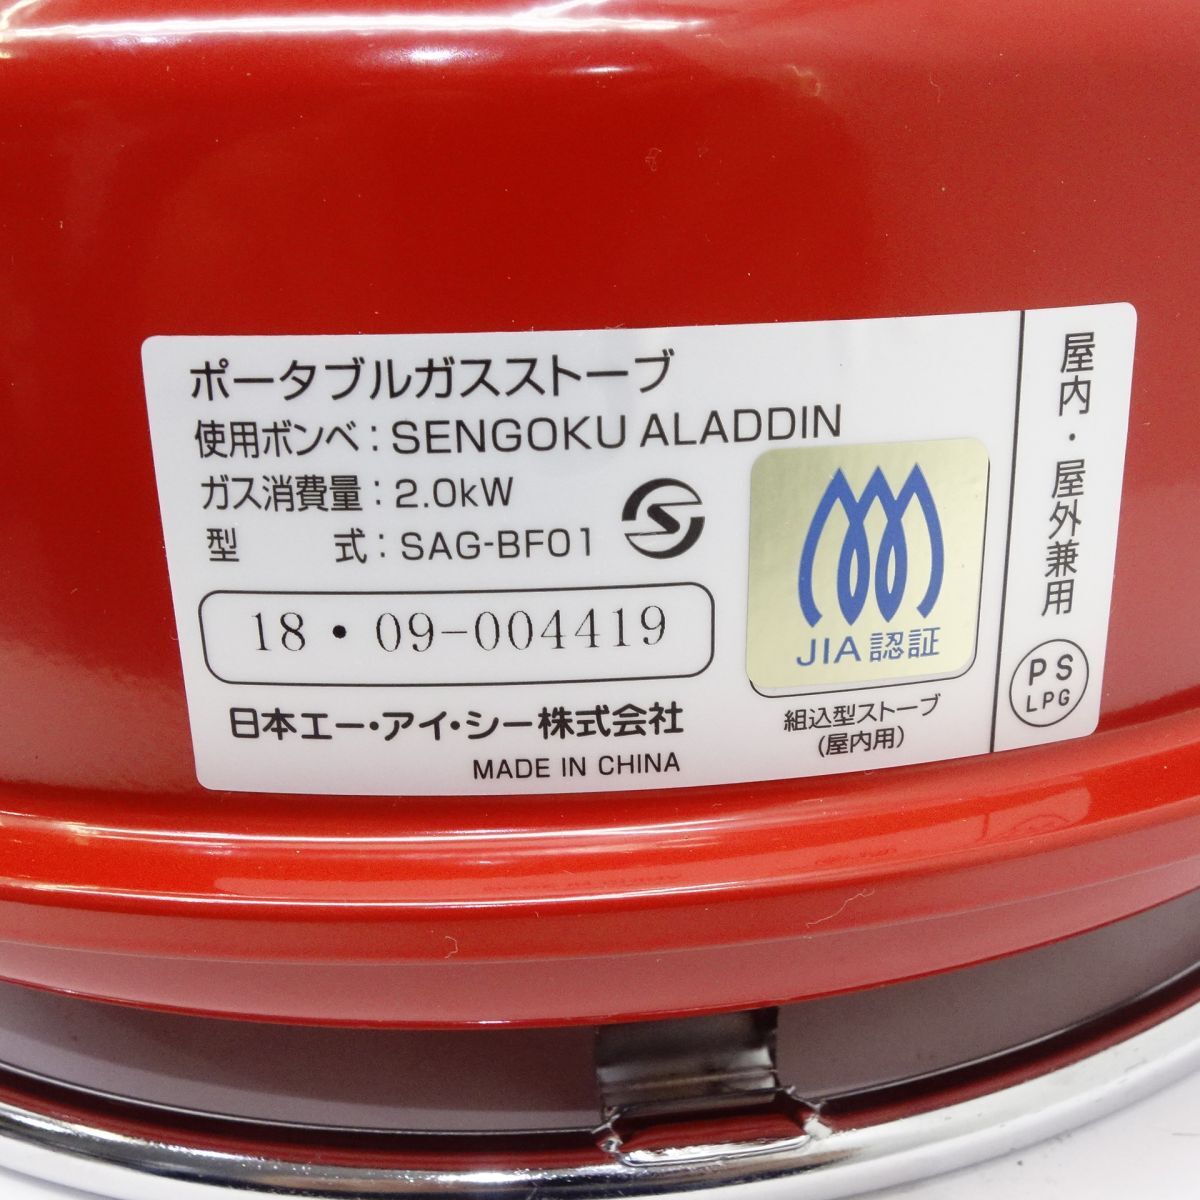 ポータブルガスストーブ
使用ボンベ：SENGOKU ALADDIN
ガス消費量：2.0kW
型 式：SAG-BF01
18・09-004419
日本エー・アイ・シー株式会社
MADE IN CHINA
JIA 認証
組込型ストーブ
(屋内用)
屋内・屋外兼用
PS
LPG